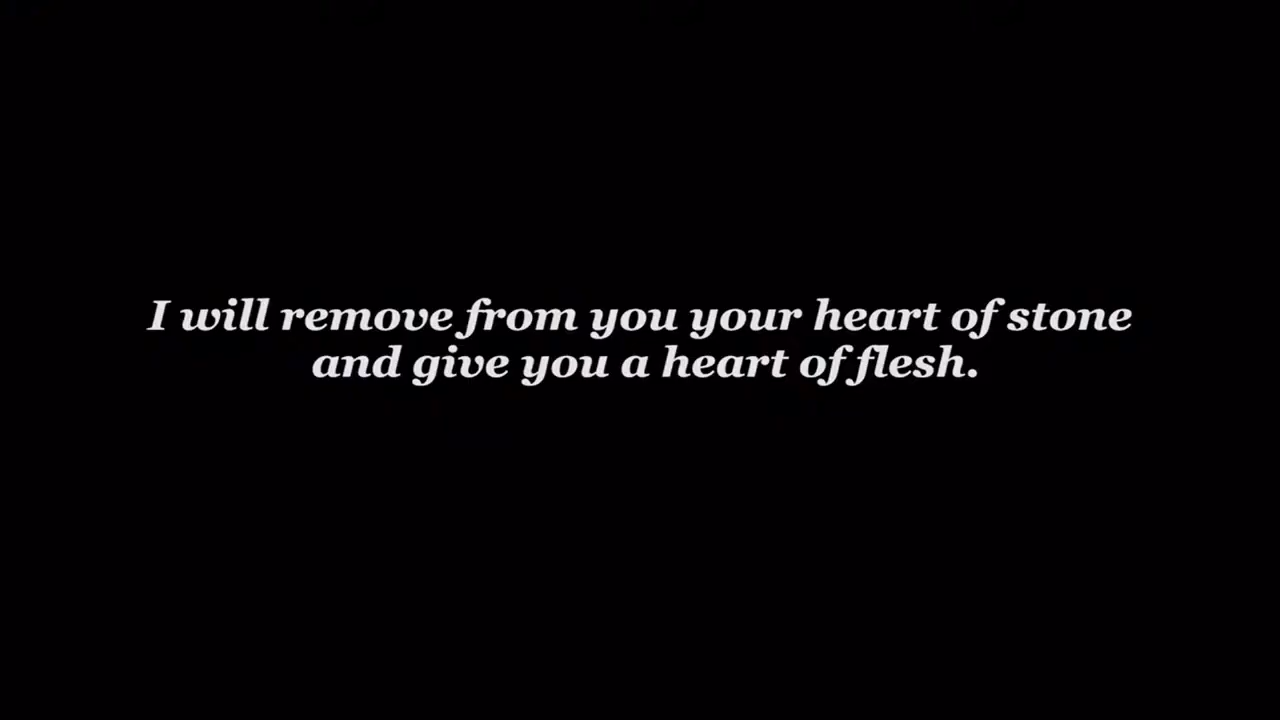 I will remove from you your heart of stone
and give you a heart of flesh.